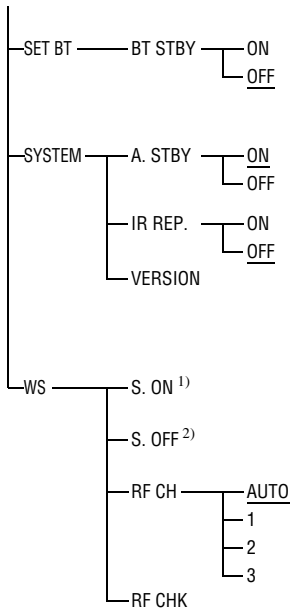 SET BT BT STBY ON
OFF
SYSTEM A. STBY ON
OFF
IR REP. ON
OFF
VERSION
WS S. ON 1)
S. OFF 2)
RF CH AUTO
1
2
3
RF CHK